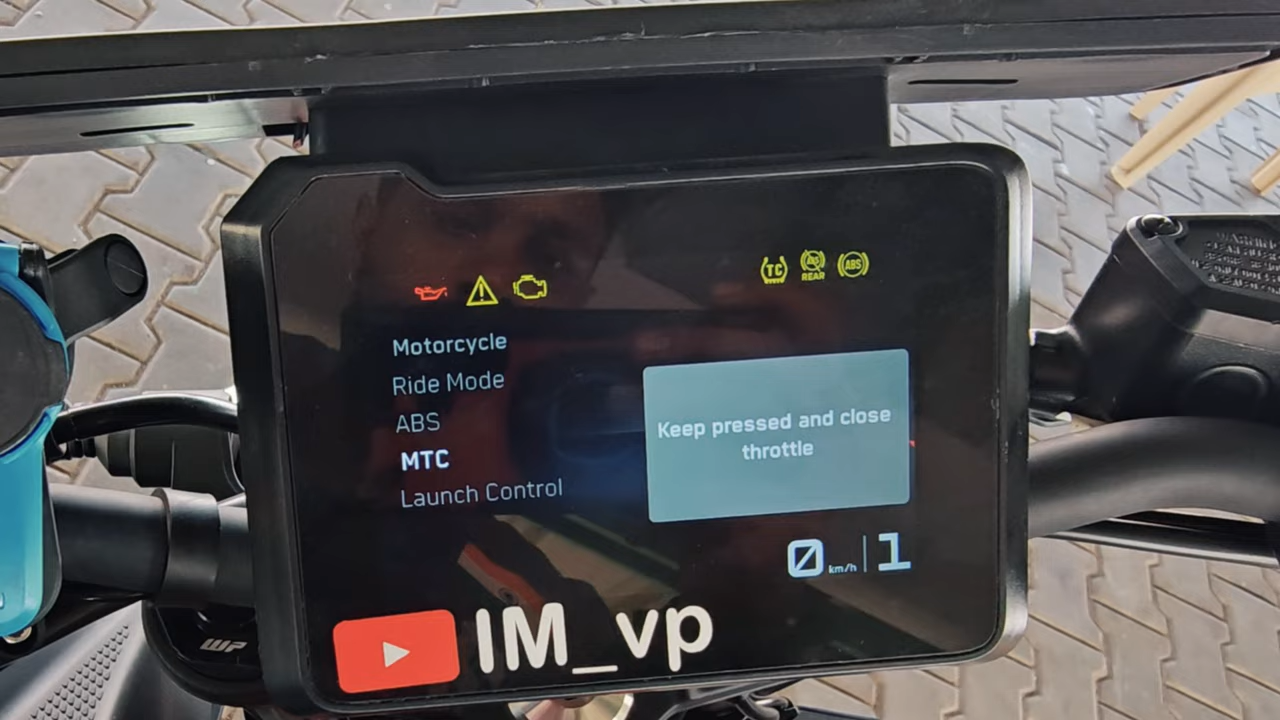 TC
ABS
REAR
ABS
Motorcycle
Ride Mode
ABS
MTC
Launch Control
Keep pressed and close
throttle
0 km/h 1
IM_vp
WP